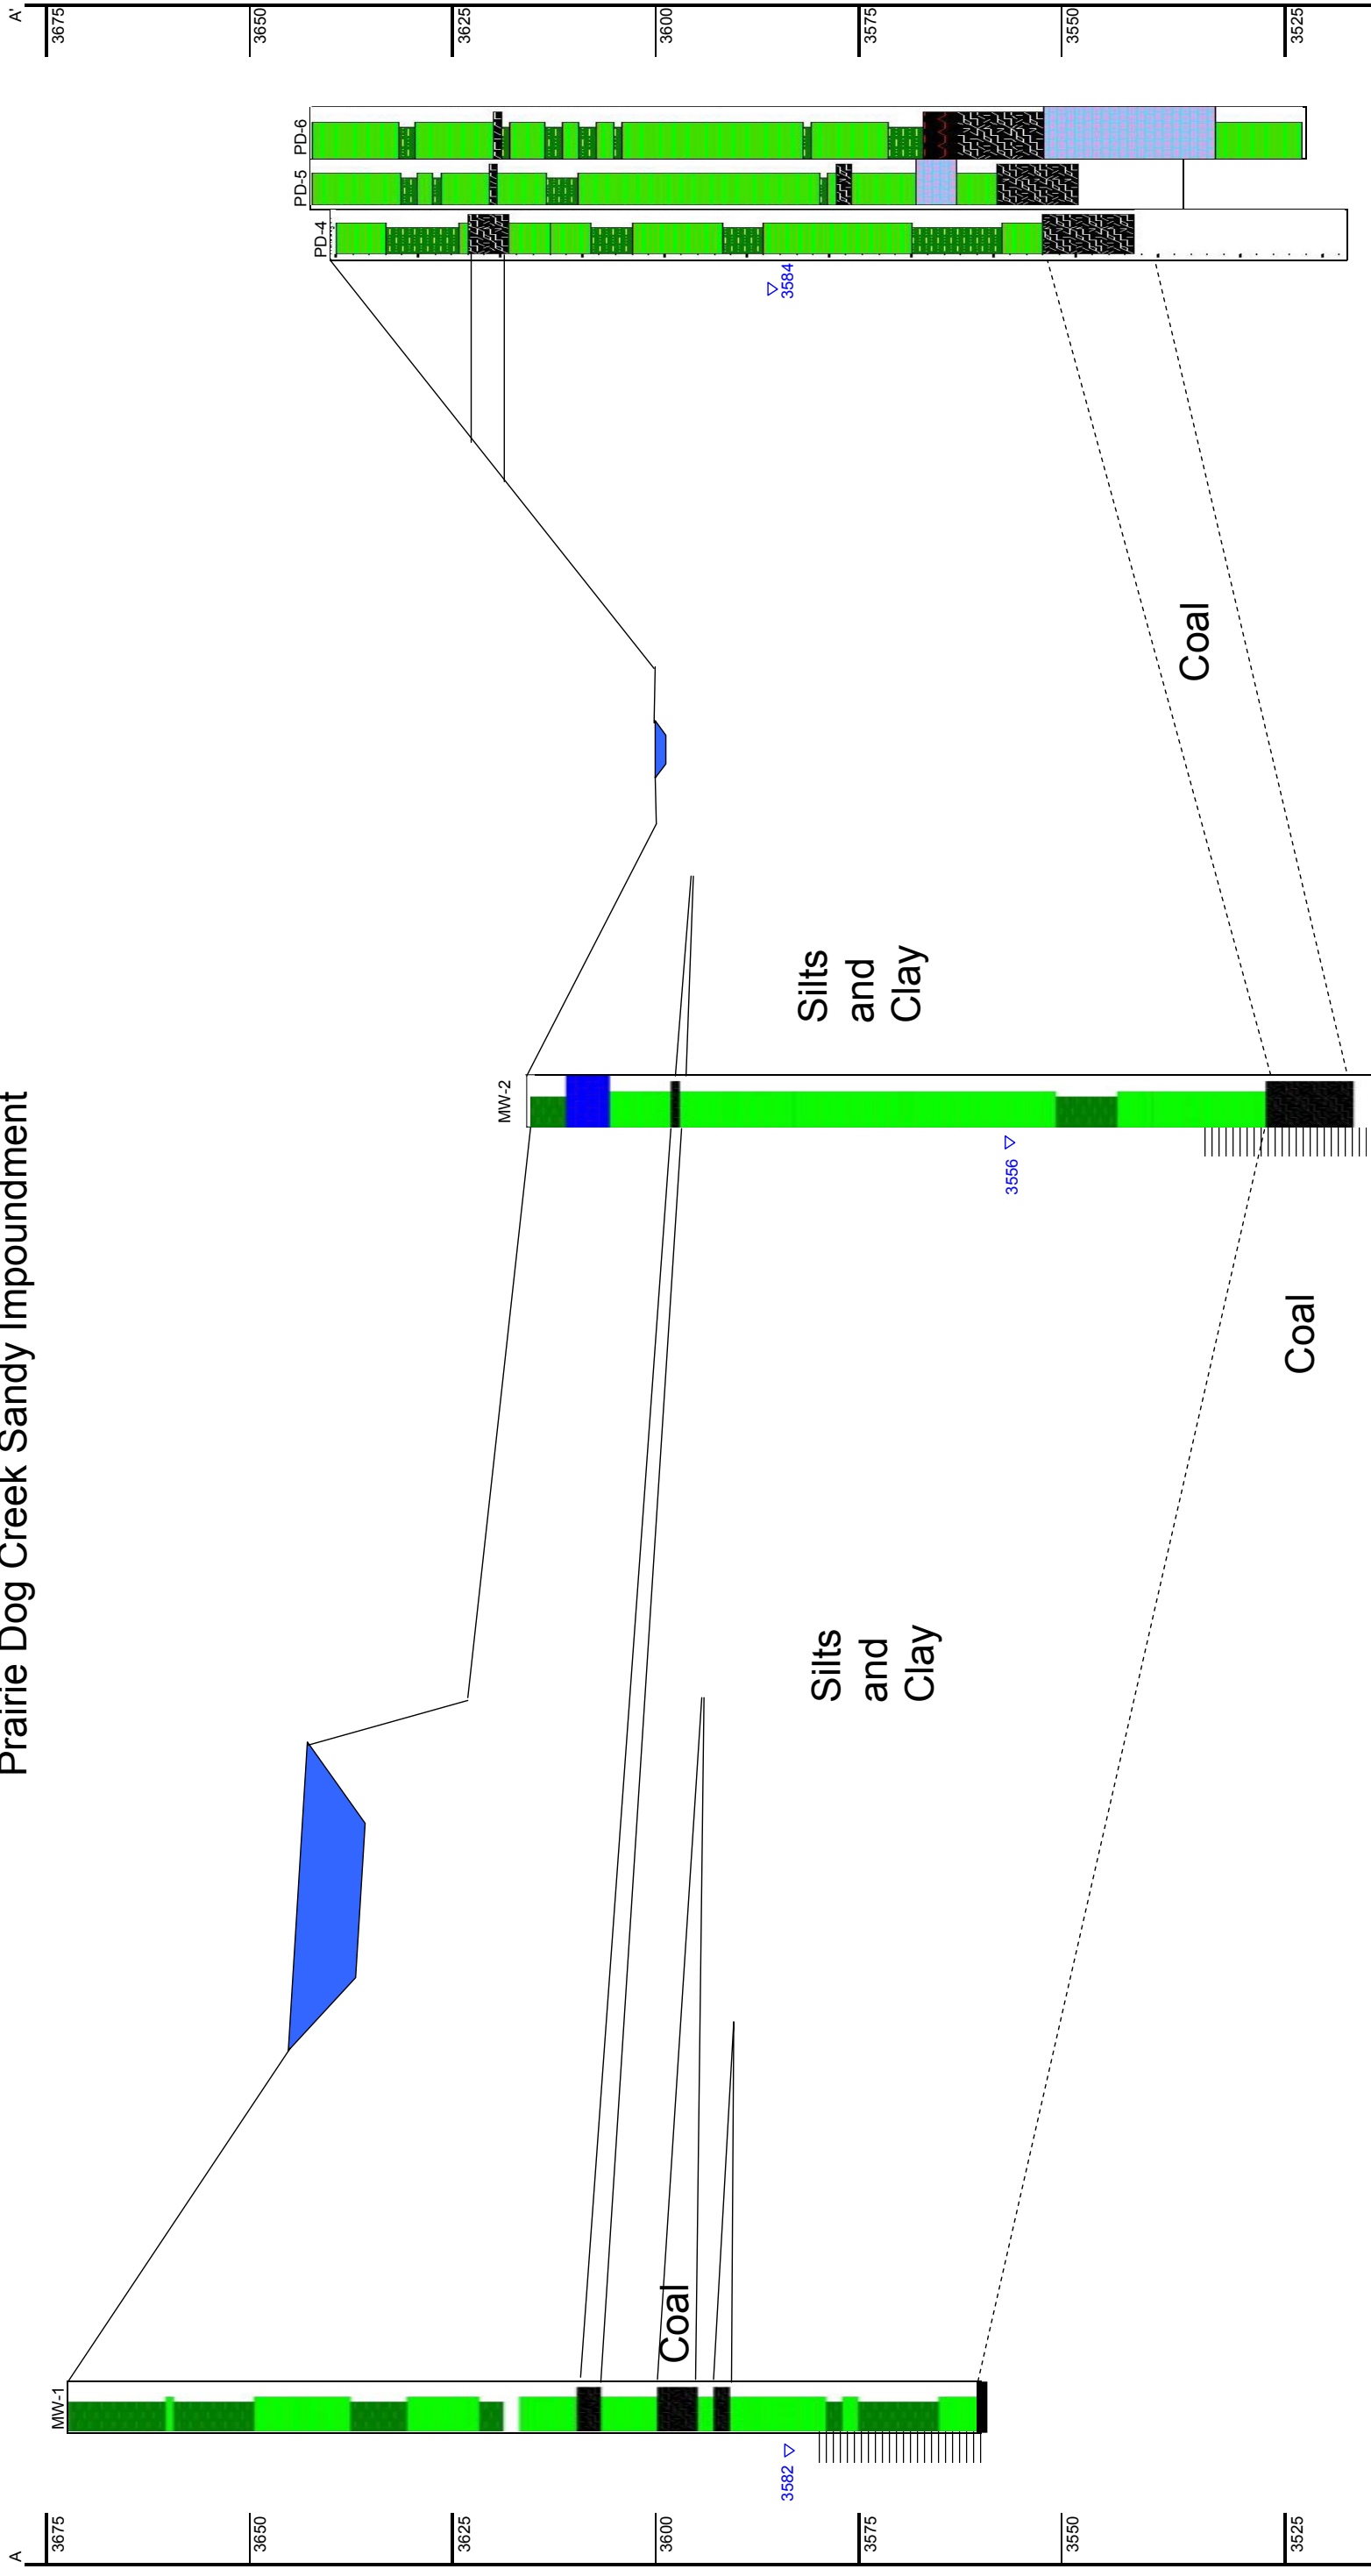 Prairie Dog Creek Sandy Impoundment
A
A'
3675
3650
3625
3600
3575
3550
3525
3675
3650
3625
3600
3575
3550
3525
MW-1
3582
Coal
Silts
and
Clay
Coal
MW-2
3556
Silts
and
Clay
Coal
3584
PD-4
PD-5
PD-6